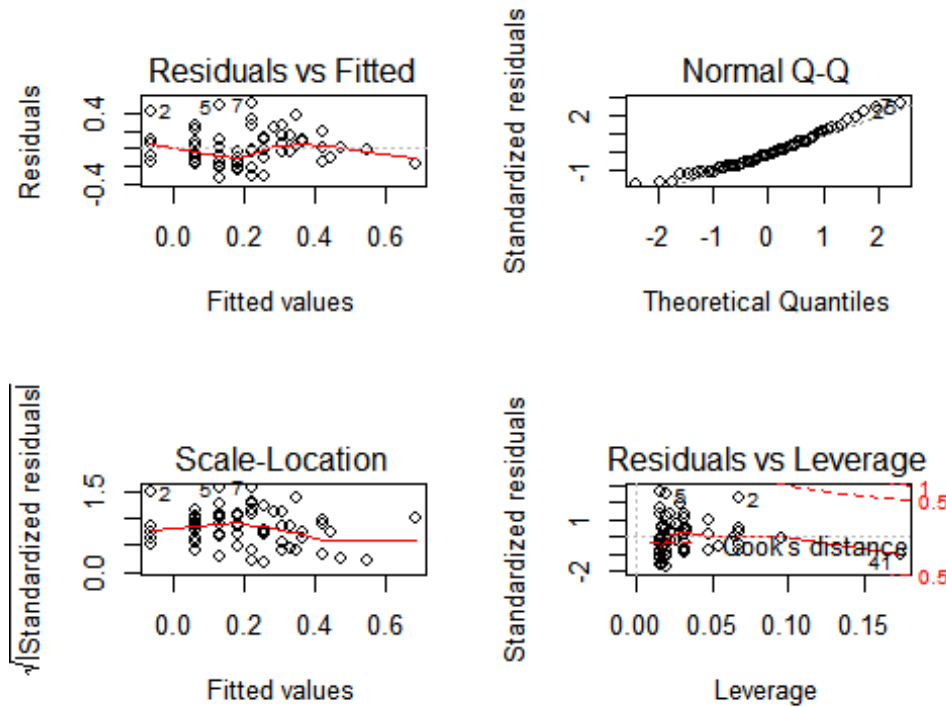 Residuals vs Fitted
Residuals
0.4
-0.4
2
5
7
0.0 0.2 0.4 0.6
Fitted values
Normal Q-Q
Standardized residuals
2
-1
7
5
2
-2 -1 0 1 2
Theoretical Quantiles
Scale-Location
√|Standardized residuals|
1.5
0.0
2
5
7
0.0 0.2 0.4 0.6
Fitted values
Residuals vs Leverage
Standardized residuals
1
-2
5
2
1
0.5
Cook's distance
41
0.5
0.00 0.05 0.10 0.15
Leverage